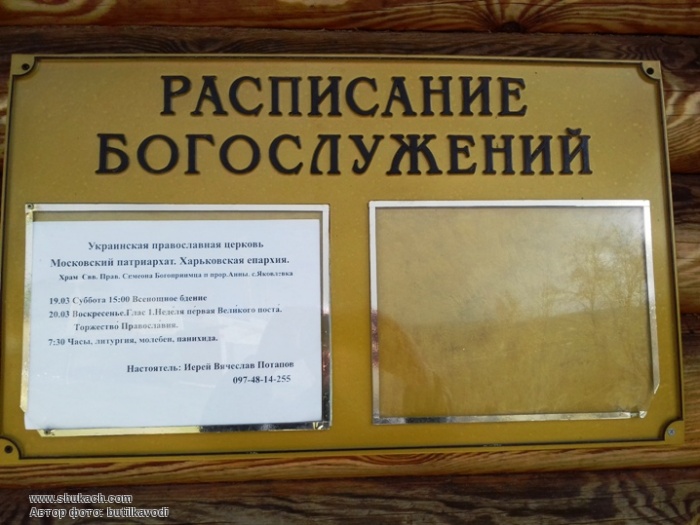 РАСПИСАНИЕ
БОГОСЛУЖЕНИЙ
Украинская православная церковь
Московский патриархат. Харьковская епархия.
Храм Свв. Прав. Семеона Богоприимца и прор.Анны. с.Яковлевка
19.03 Суббота 15:00 Всенощное бдение
20.03 Воскресенье.Глас 1.Неделя первая Великого поста.
Торжество Православия.
7:30 Часы, литургия, молебен, панихида.
Настоятель: Иерей Вячеслав Потапов
097-48-14-255
www.shukach.com
Автор фото: butilkavodi